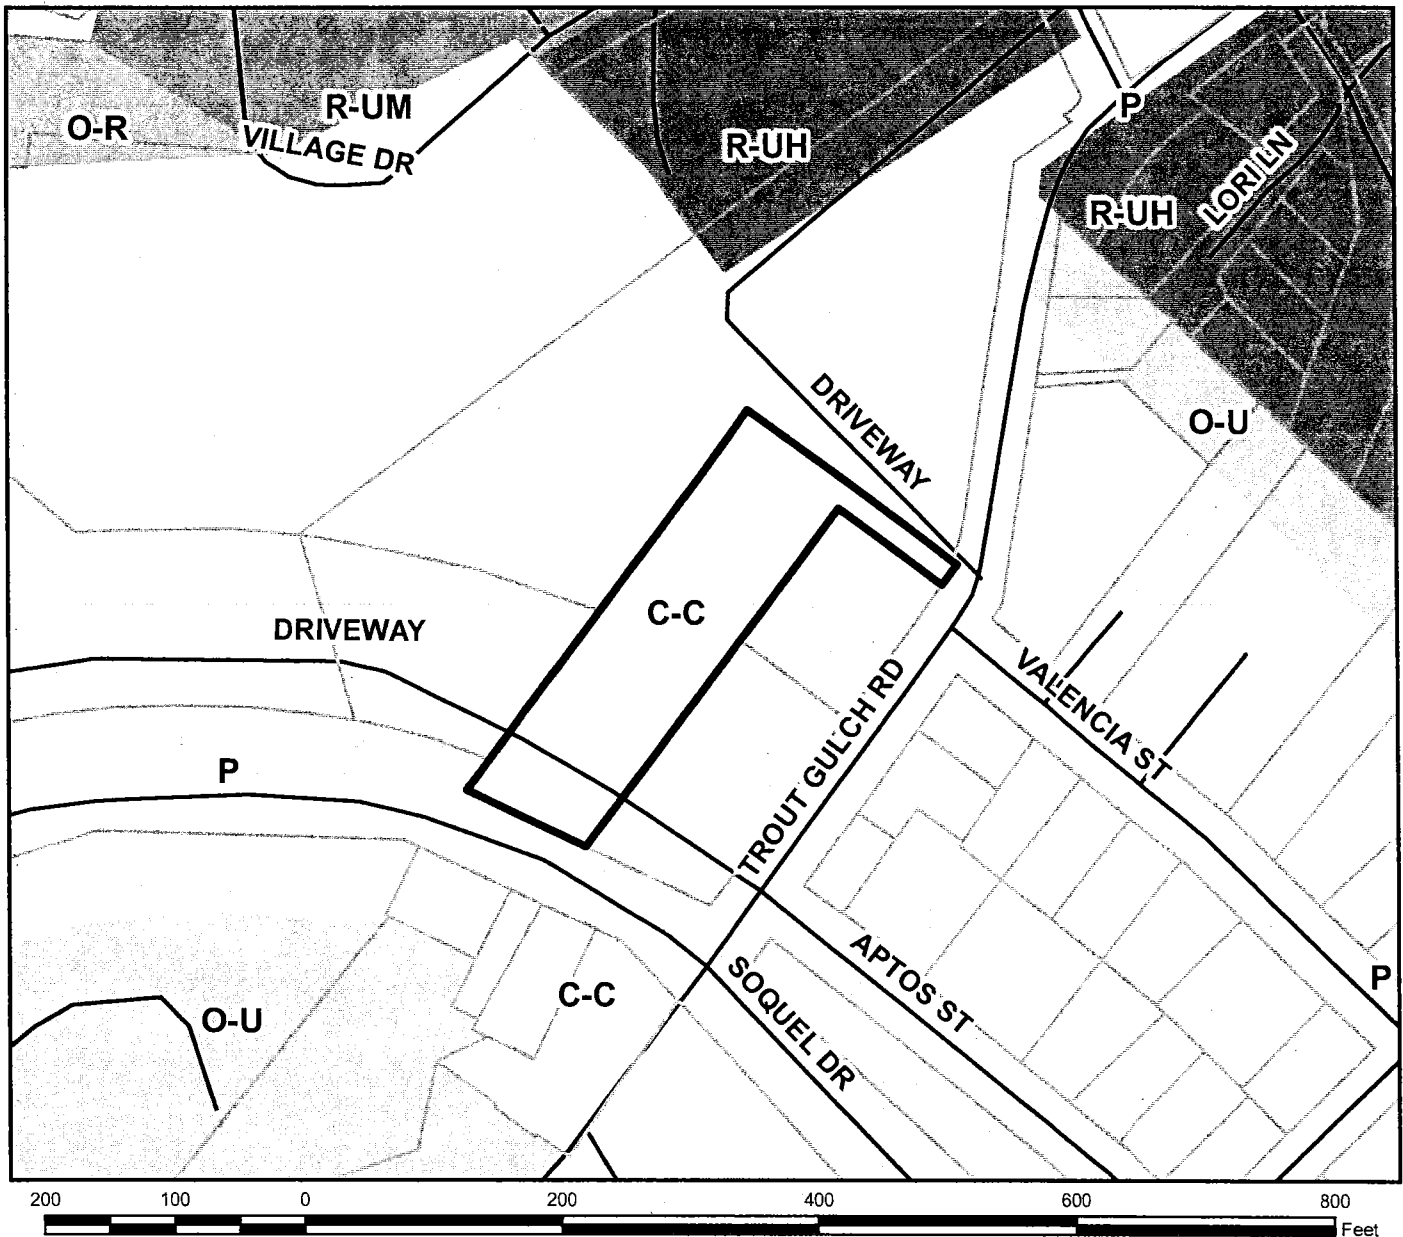 P
R-UM
O-R
VILLAGE DR
R-UH
LORI LN
R-UH
DRIVEWAY
O-U
C-C
DRIVEWAY
VALENCIA ST
TROUT GULCH RD
P
APTOS ST
P
SOQUEL DR
C-C
O-U
200 100 0 200 400 600 800
Feet